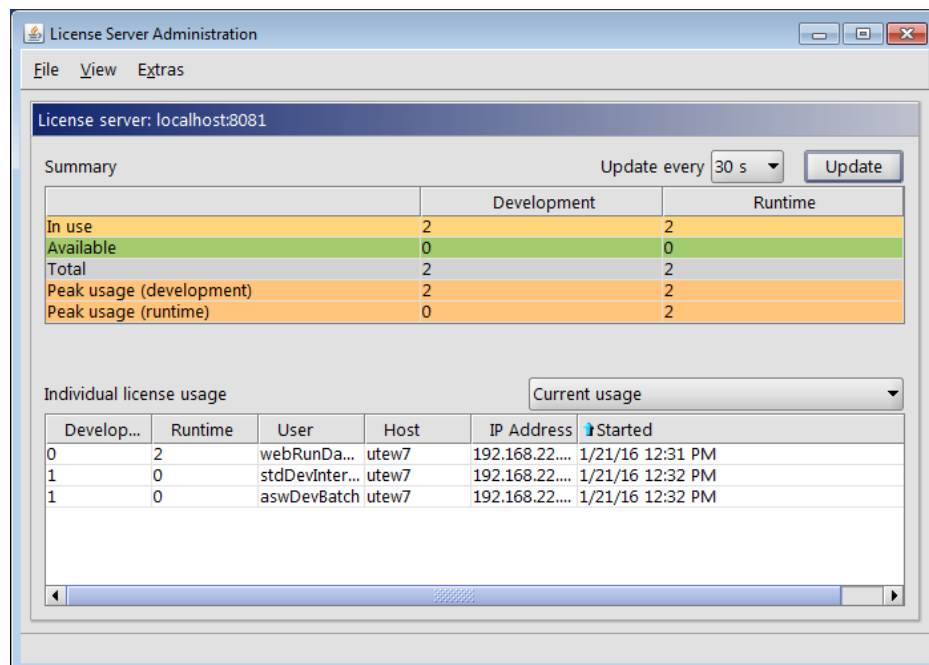 License Server Administration
File View Extras
License server: localhost:8081
Summary Update every 30 s Update
Development Runtime
In use 2 2
Available 0 0
Total 2 2
Peak usage (development) 2 2
Peak usage (runtime) 0 2
Individual license usage Current usage
Develop... Runtime User Host IP Address Started
0 2 webRunDa... utew7 192.168.22.... 1/21/16 12:31 PM
1 0 stdDevInter... utew7 192.168.22.... 1/21/16 12:32 PM
1 0 aswDevBatch utew7 192.168.22.... 1/21/16 12:32 PM